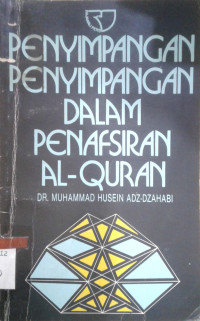 PENYIMPANGAN
PENYIMPANGAN
DALAM
PENAFSIRAN
AL-QURAN
DR. MUHAMMAD HUSEIN ADZ-DZAHABI